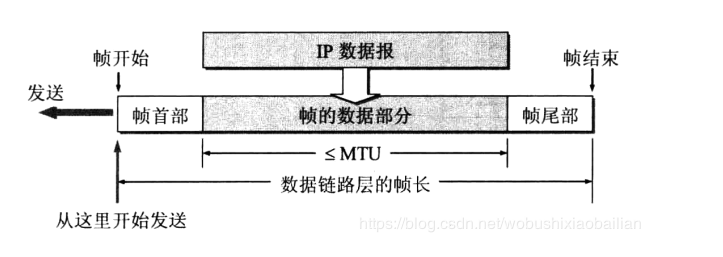 IP 数据报
帧开始
帧结束
发送
帧首部
帧的数据部分
帧尾部
≤MTU
数据链路层的帧长
从这里开始发送
https://blog.csdn.net/wobushixiaobailian